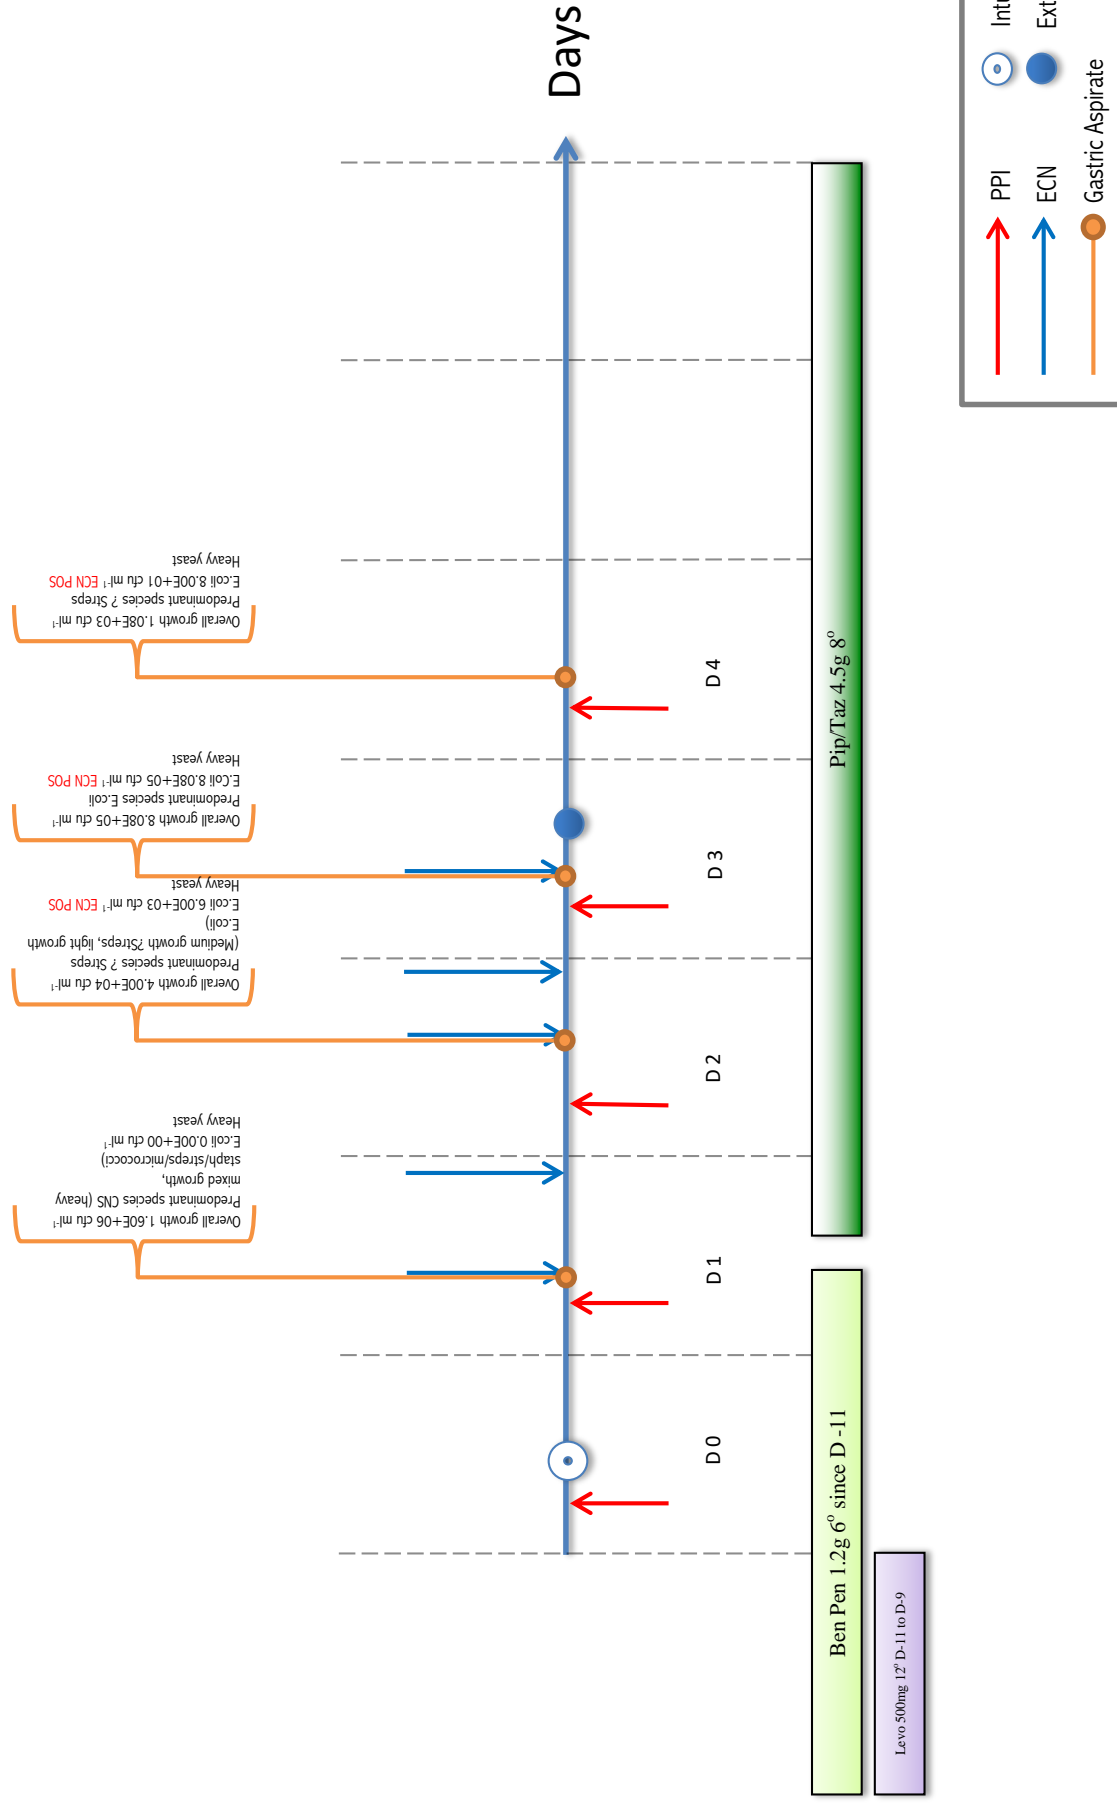 Overall growth 1.60E+06 cfu ml-1
Predominant species CNS (heavy
mixed growth,
staph/streps/micrococci)
E.coli 0.00E+00 cfu ml-1
Heavy yeast
Overall growth 4.00E+04 cfu ml-1
Predominant species ? Streps
(Medium growth ?Streps, light growth
E.coli)
E.coli 6.00E+03 cfu ml-1 ECN POS
Heavy yeast
Overall growth 8.08E+05 cfu ml-1
Predominant species E.coli
E.Coli 8.08E+05 cfu ml-1 ECN POS
Heavy yeast
Overall growth 1.08E+03 cfu ml-1
Predominant species ? Streps
E.coli 8.00E+01 cfu ml-1 ECN POS
Heavy yeast
Days
D 0
D 1
D 2
D 3
D 4
Ben Pen 1.2g 6° since D -11
Pip/Taz 4.5g 8°
Levo 500mg 12° D-11 to D-9
PPI
ECN
Gastric Aspirate